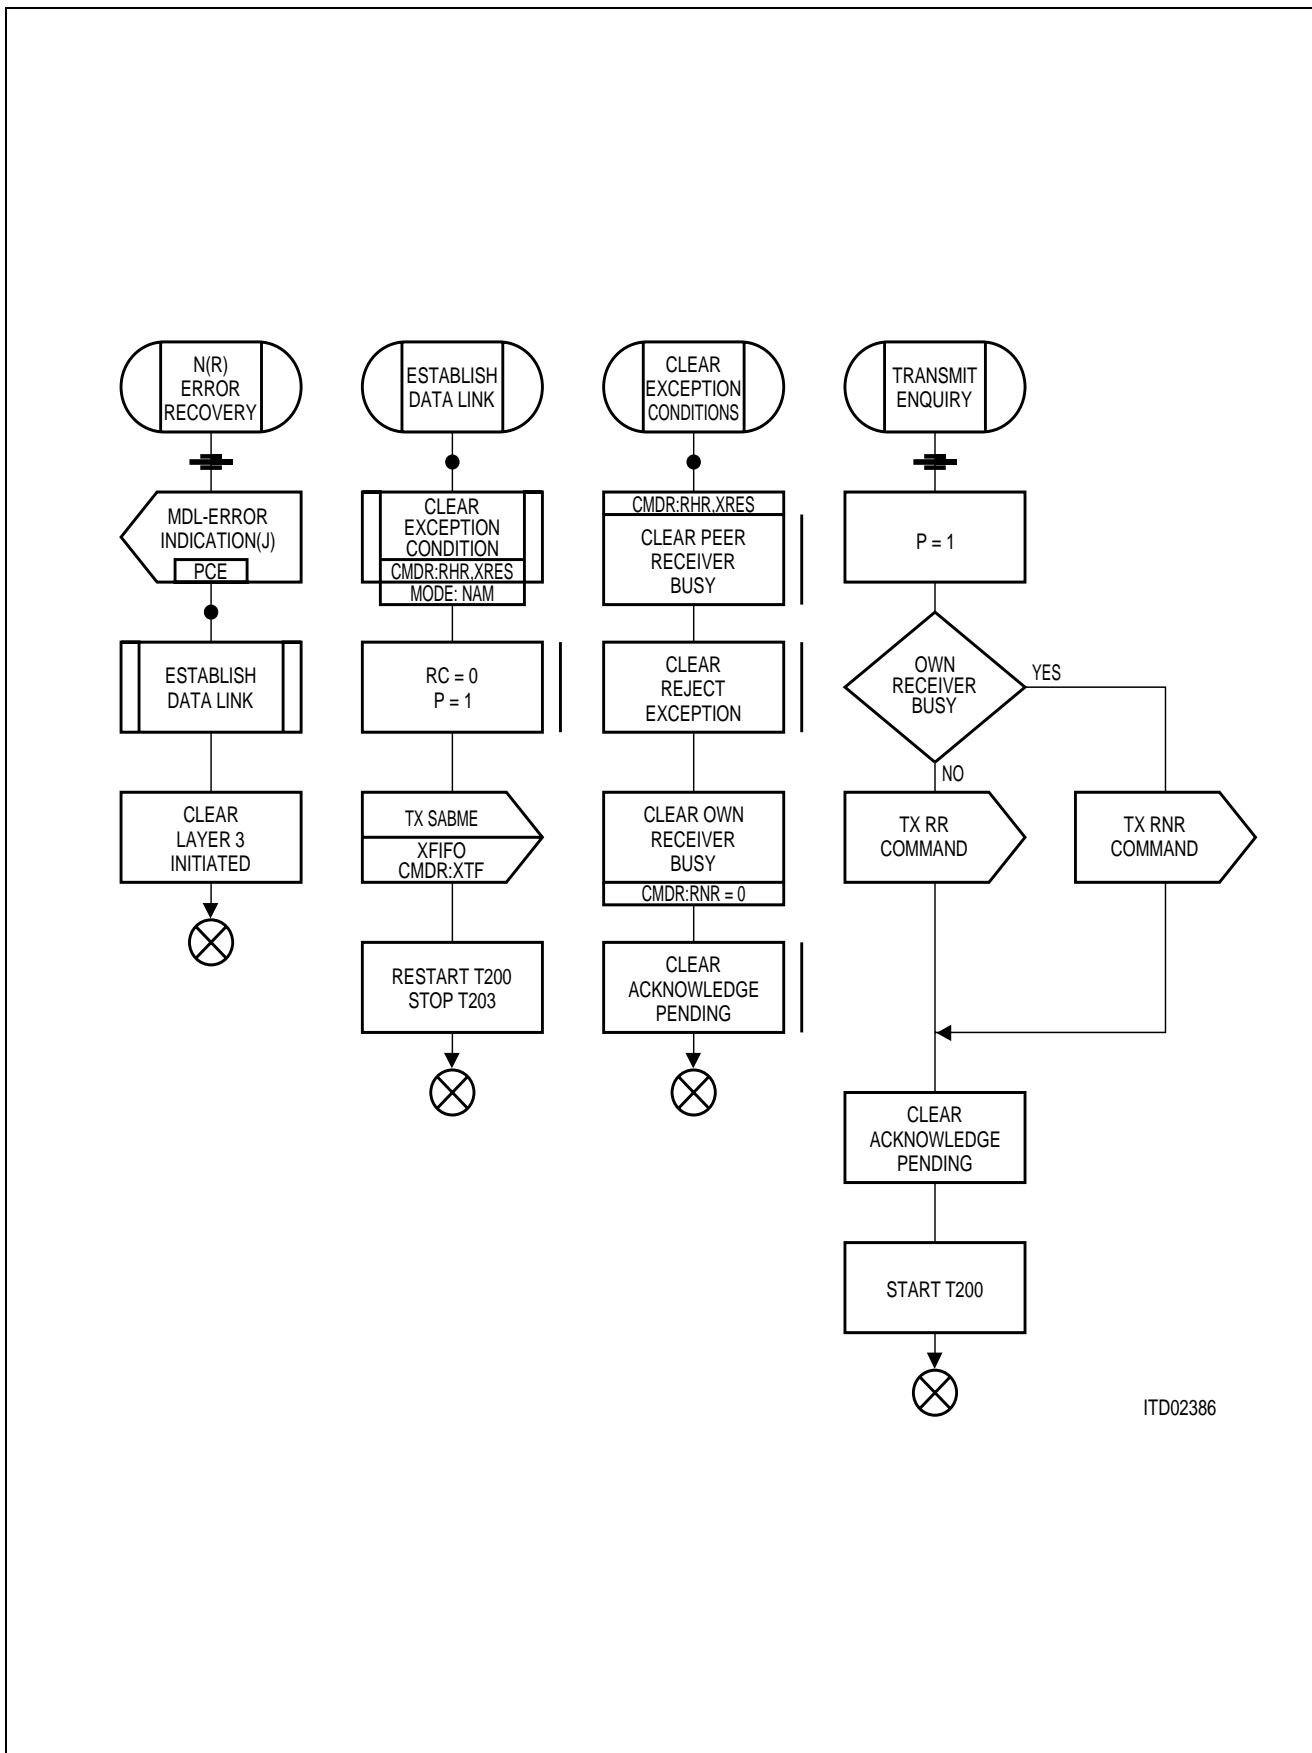 N(R)
ERROR
RECOVERY
MDL-ERROR
INDICATION(J)
PCE
ESTABLISH
DATA LINK
CLEAR
LAYER 3
INITIATED
ESTABLISH
DATA LINK
CLEAR
EXCEPTION
CONDITION
CMDR:RHR,XRES
MODE: NAM
RC = 0
P = 1
TX SABME
XFIFO
CMDR:XTF
RESTART T200
STOP T203
CLEAR
EXCEPTION
CONDITIONS
CMDR:RHR,XRES
CLEAR PEER
RECEIVER
BUSY
CLEAR
REJECT
EXCEPTION
CLEAR OWN
RECEIVER
BUSY
CMDR:RNR = 0
CLEAR
ACKNOWLEDGE
PENDING
TRANSMIT
ENQUIRY
P = 1
OWN
RECEIVER
BUSY
YES
NO
TX RR
COMMAND
TX RNR
COMMAND
CLEAR
ACKNOWLEDGE
PENDING
START T200
ITD02386